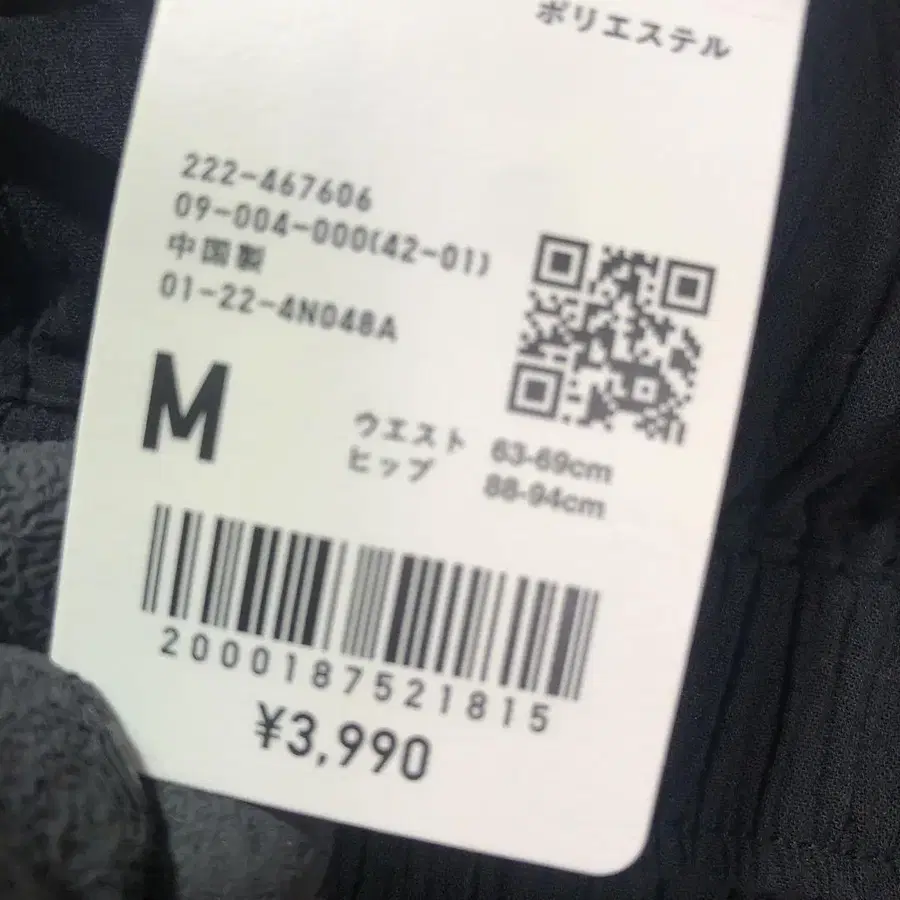 ポリエステル
222-467606
09-004-000(42-01)
中国製
01-22-4N048A
M
ウエスト 63-69cm
ヒップ 88-94cm
2000187521815
¥3,990